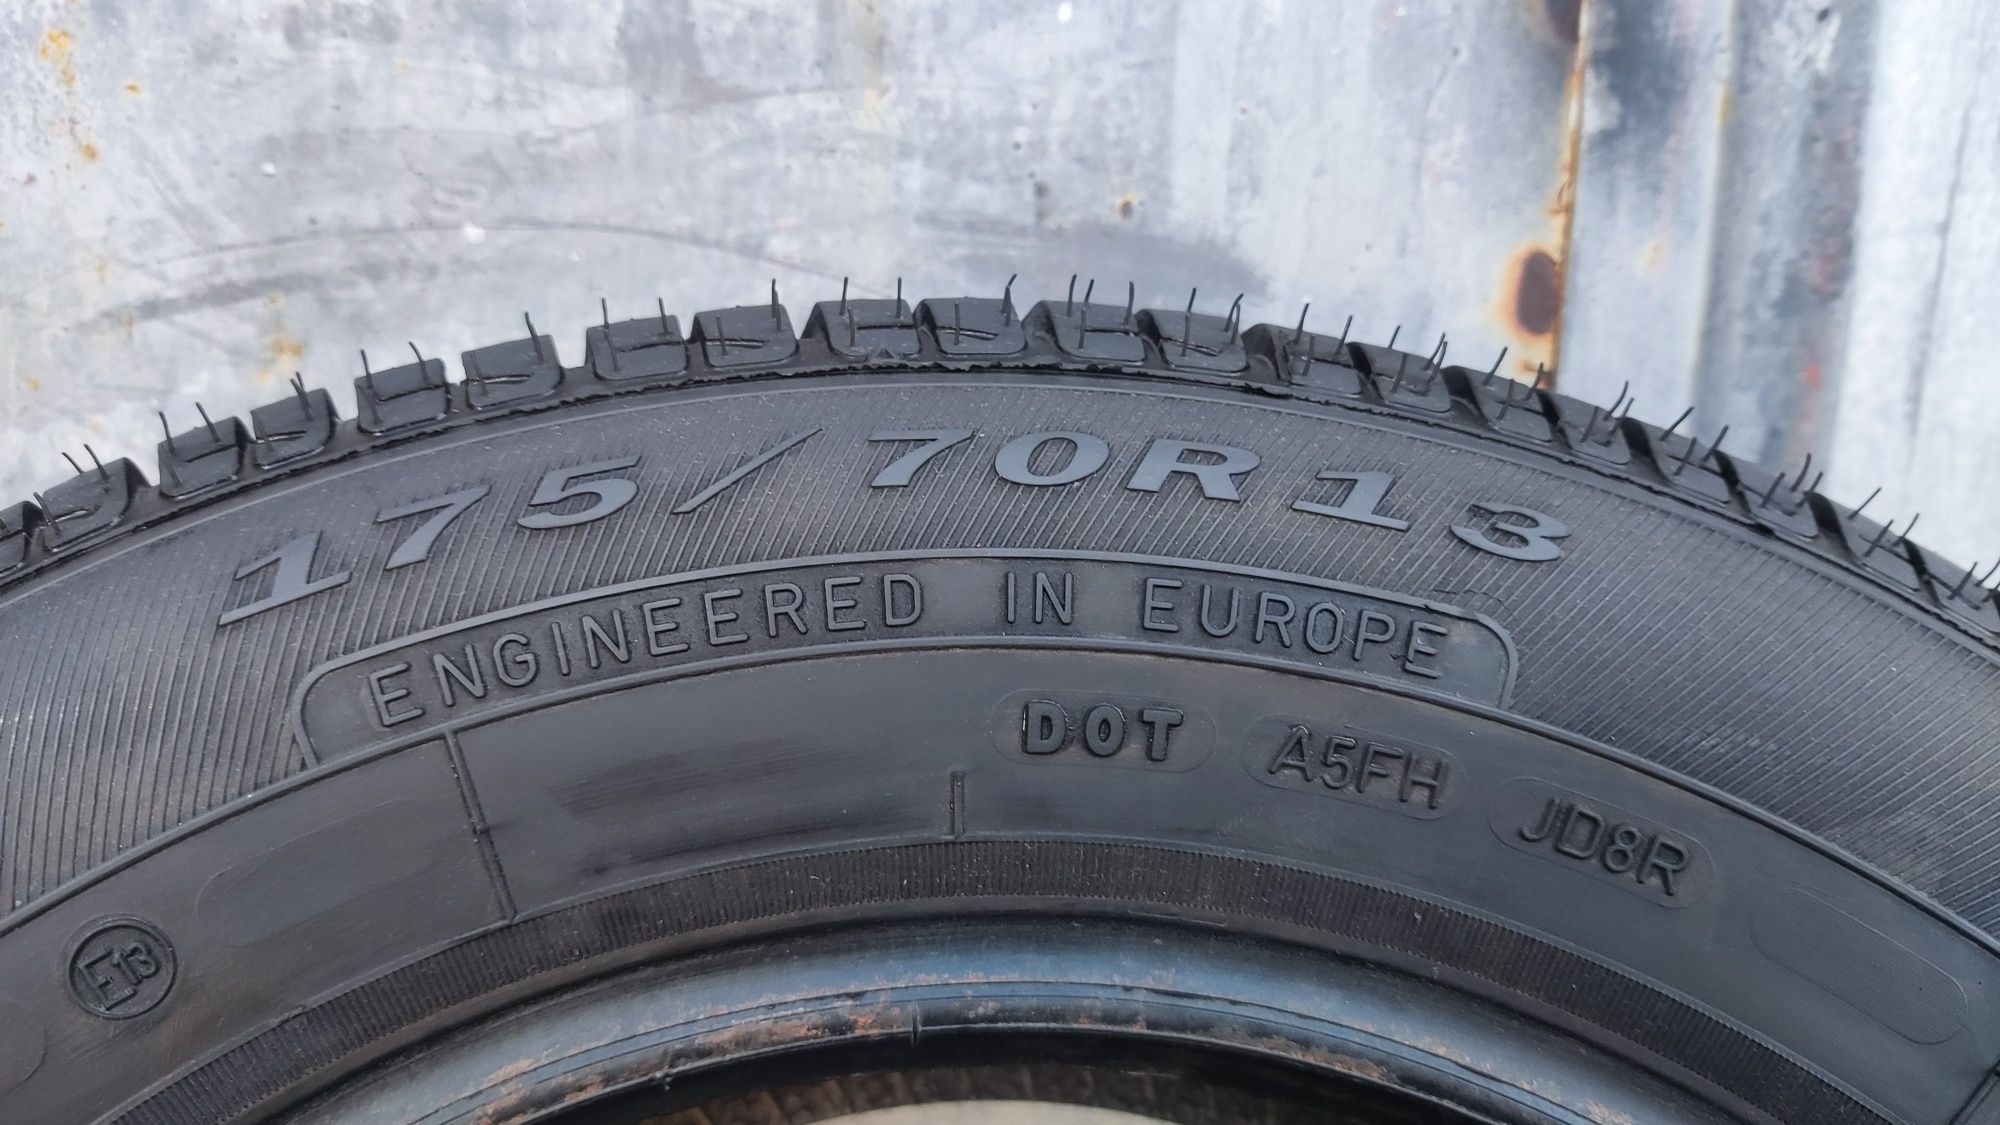 175/70R13
ENGINEERED IN EUROPE
DOT A5FH JD8R
E13